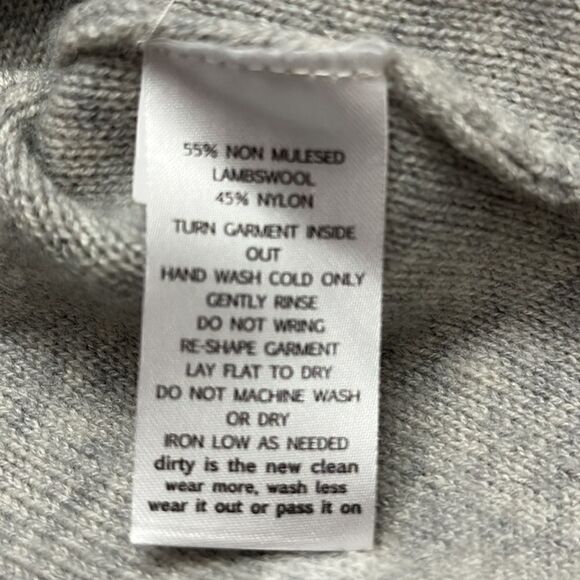 55% NON MULESED
LAMBSWOOL
45% NYLON
TURN GARMENT INSIDE
OUT
HAND WASH COLD ONLY
GENTLY RINSE
DO NOT WRING
RE-SHAPE GARMENT
LAY FLAT TO DRY
DO NOT MACHINE WASH
OR DRY
IRON LOW AS NEEDED
dirty is the new clean
wear more, wash less
wear it out or pass it on